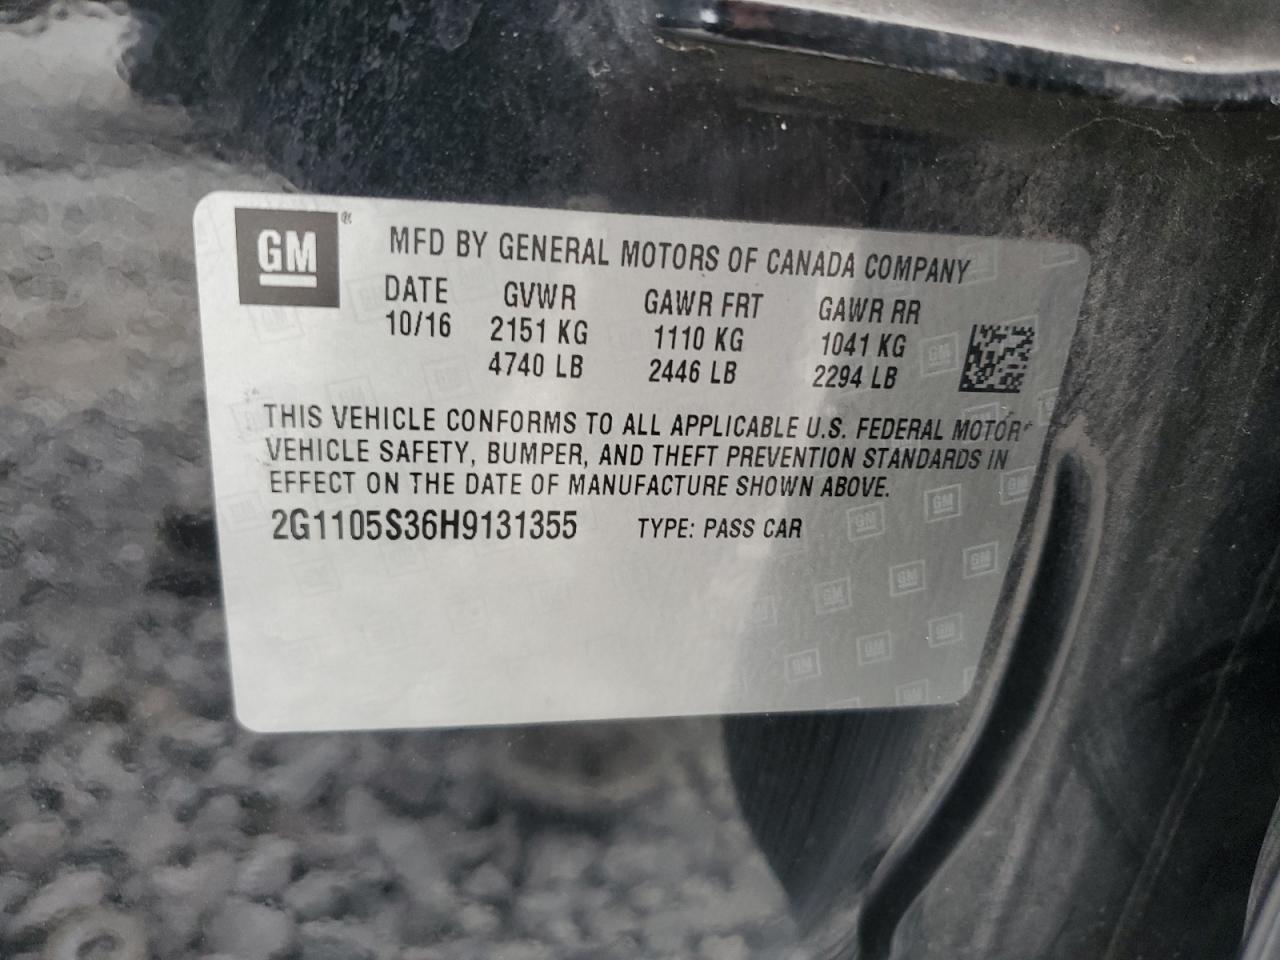 GM ®
MFD BY GENERAL MOTORS OF CANADA COMPANY
DATE GVWR GAWR FRT GAWR RR
10/16 2151 KG 1110 KG 1041 KG
4740 LB 2446 LB 2294 LB
THIS VEHICLE CONFORMS TO ALL APPLICABLE U.S. FEDERAL MOTOR
VEHICLE SAFETY, BUMPER, AND THEFT PREVENTION STANDARDS IN
EFFECT ON THE DATE OF MANUFACTURE SHOWN ABOVE.
2G1105S36H9131355 TYPE: PASS CAR